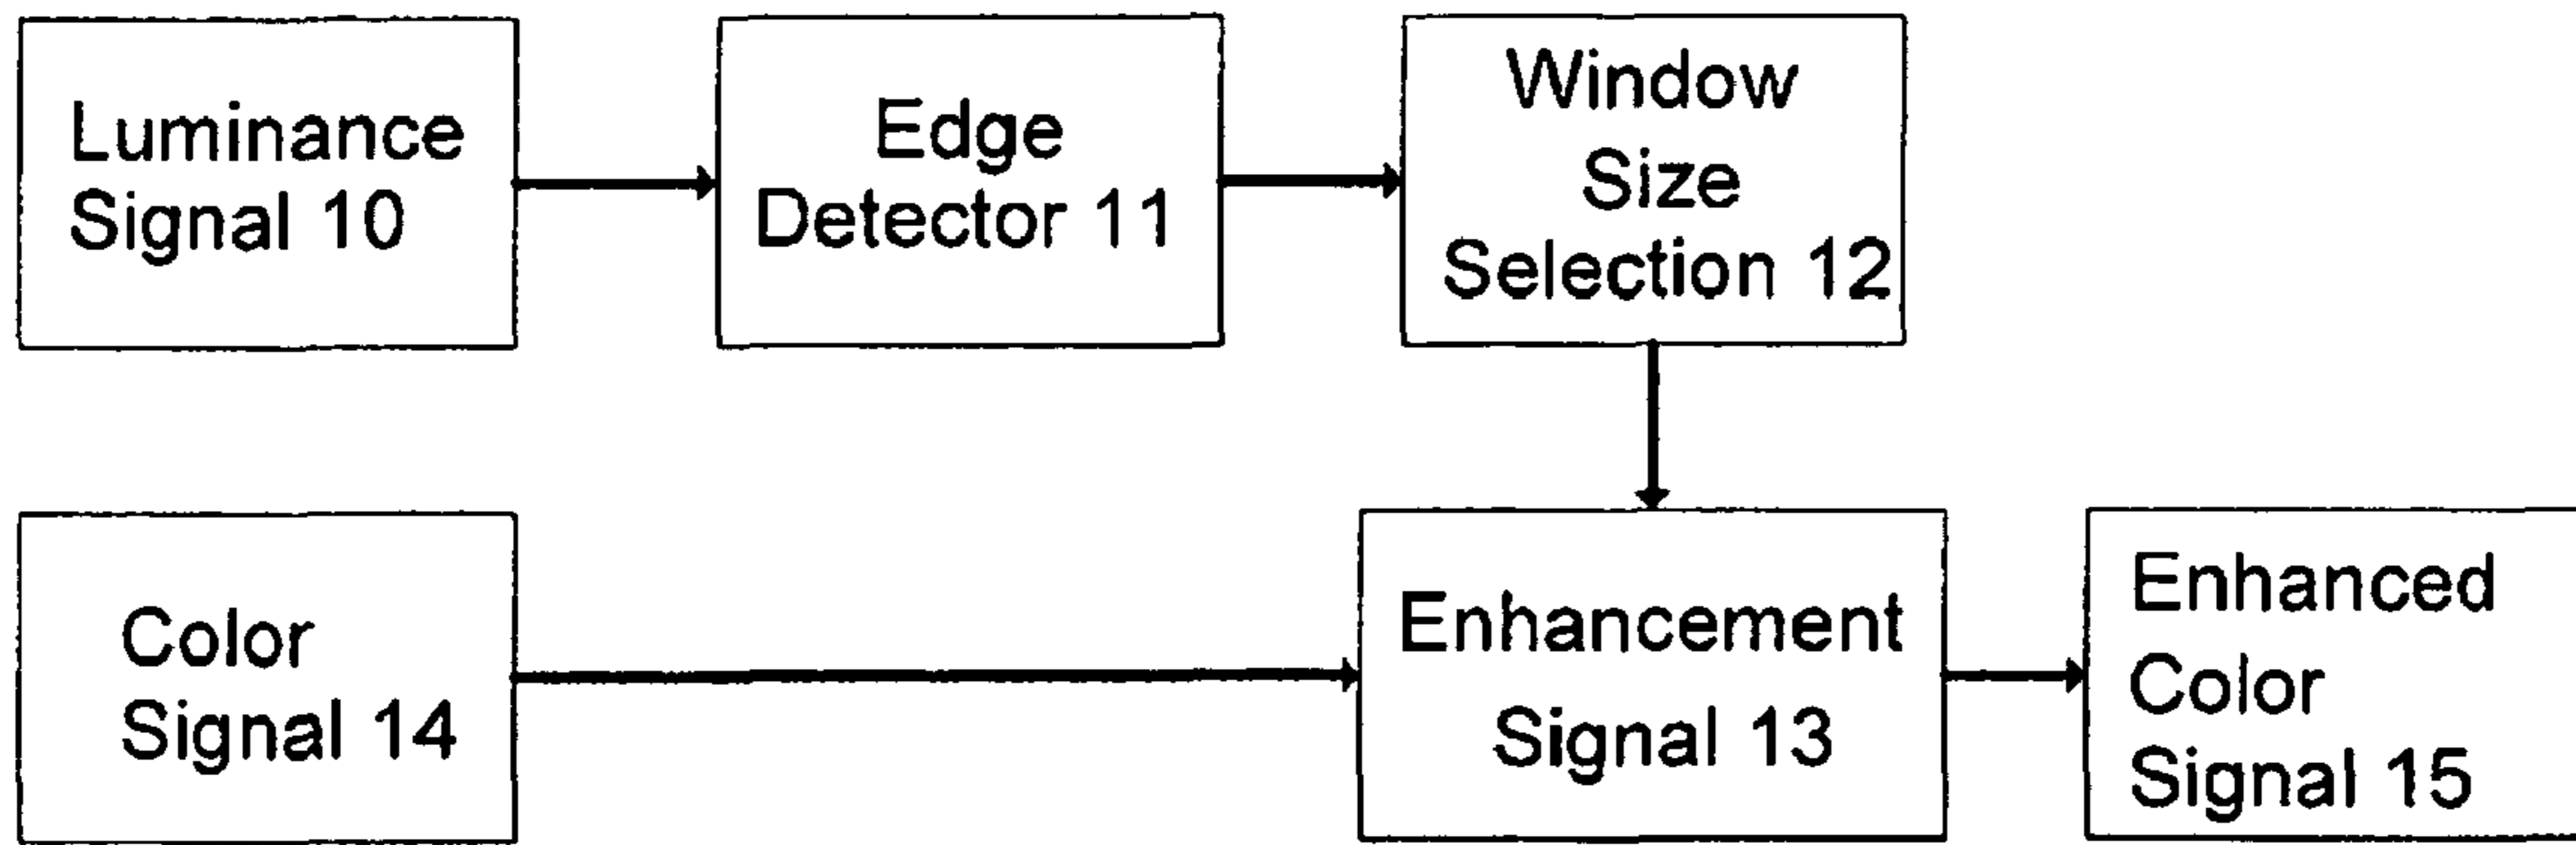 Luminance
Signal 10
Edge
Detector 11
Window
Size
Selection 12
Color
Signal 14
Enhancement
Signal 13
Enhanced
Color
Signal 15